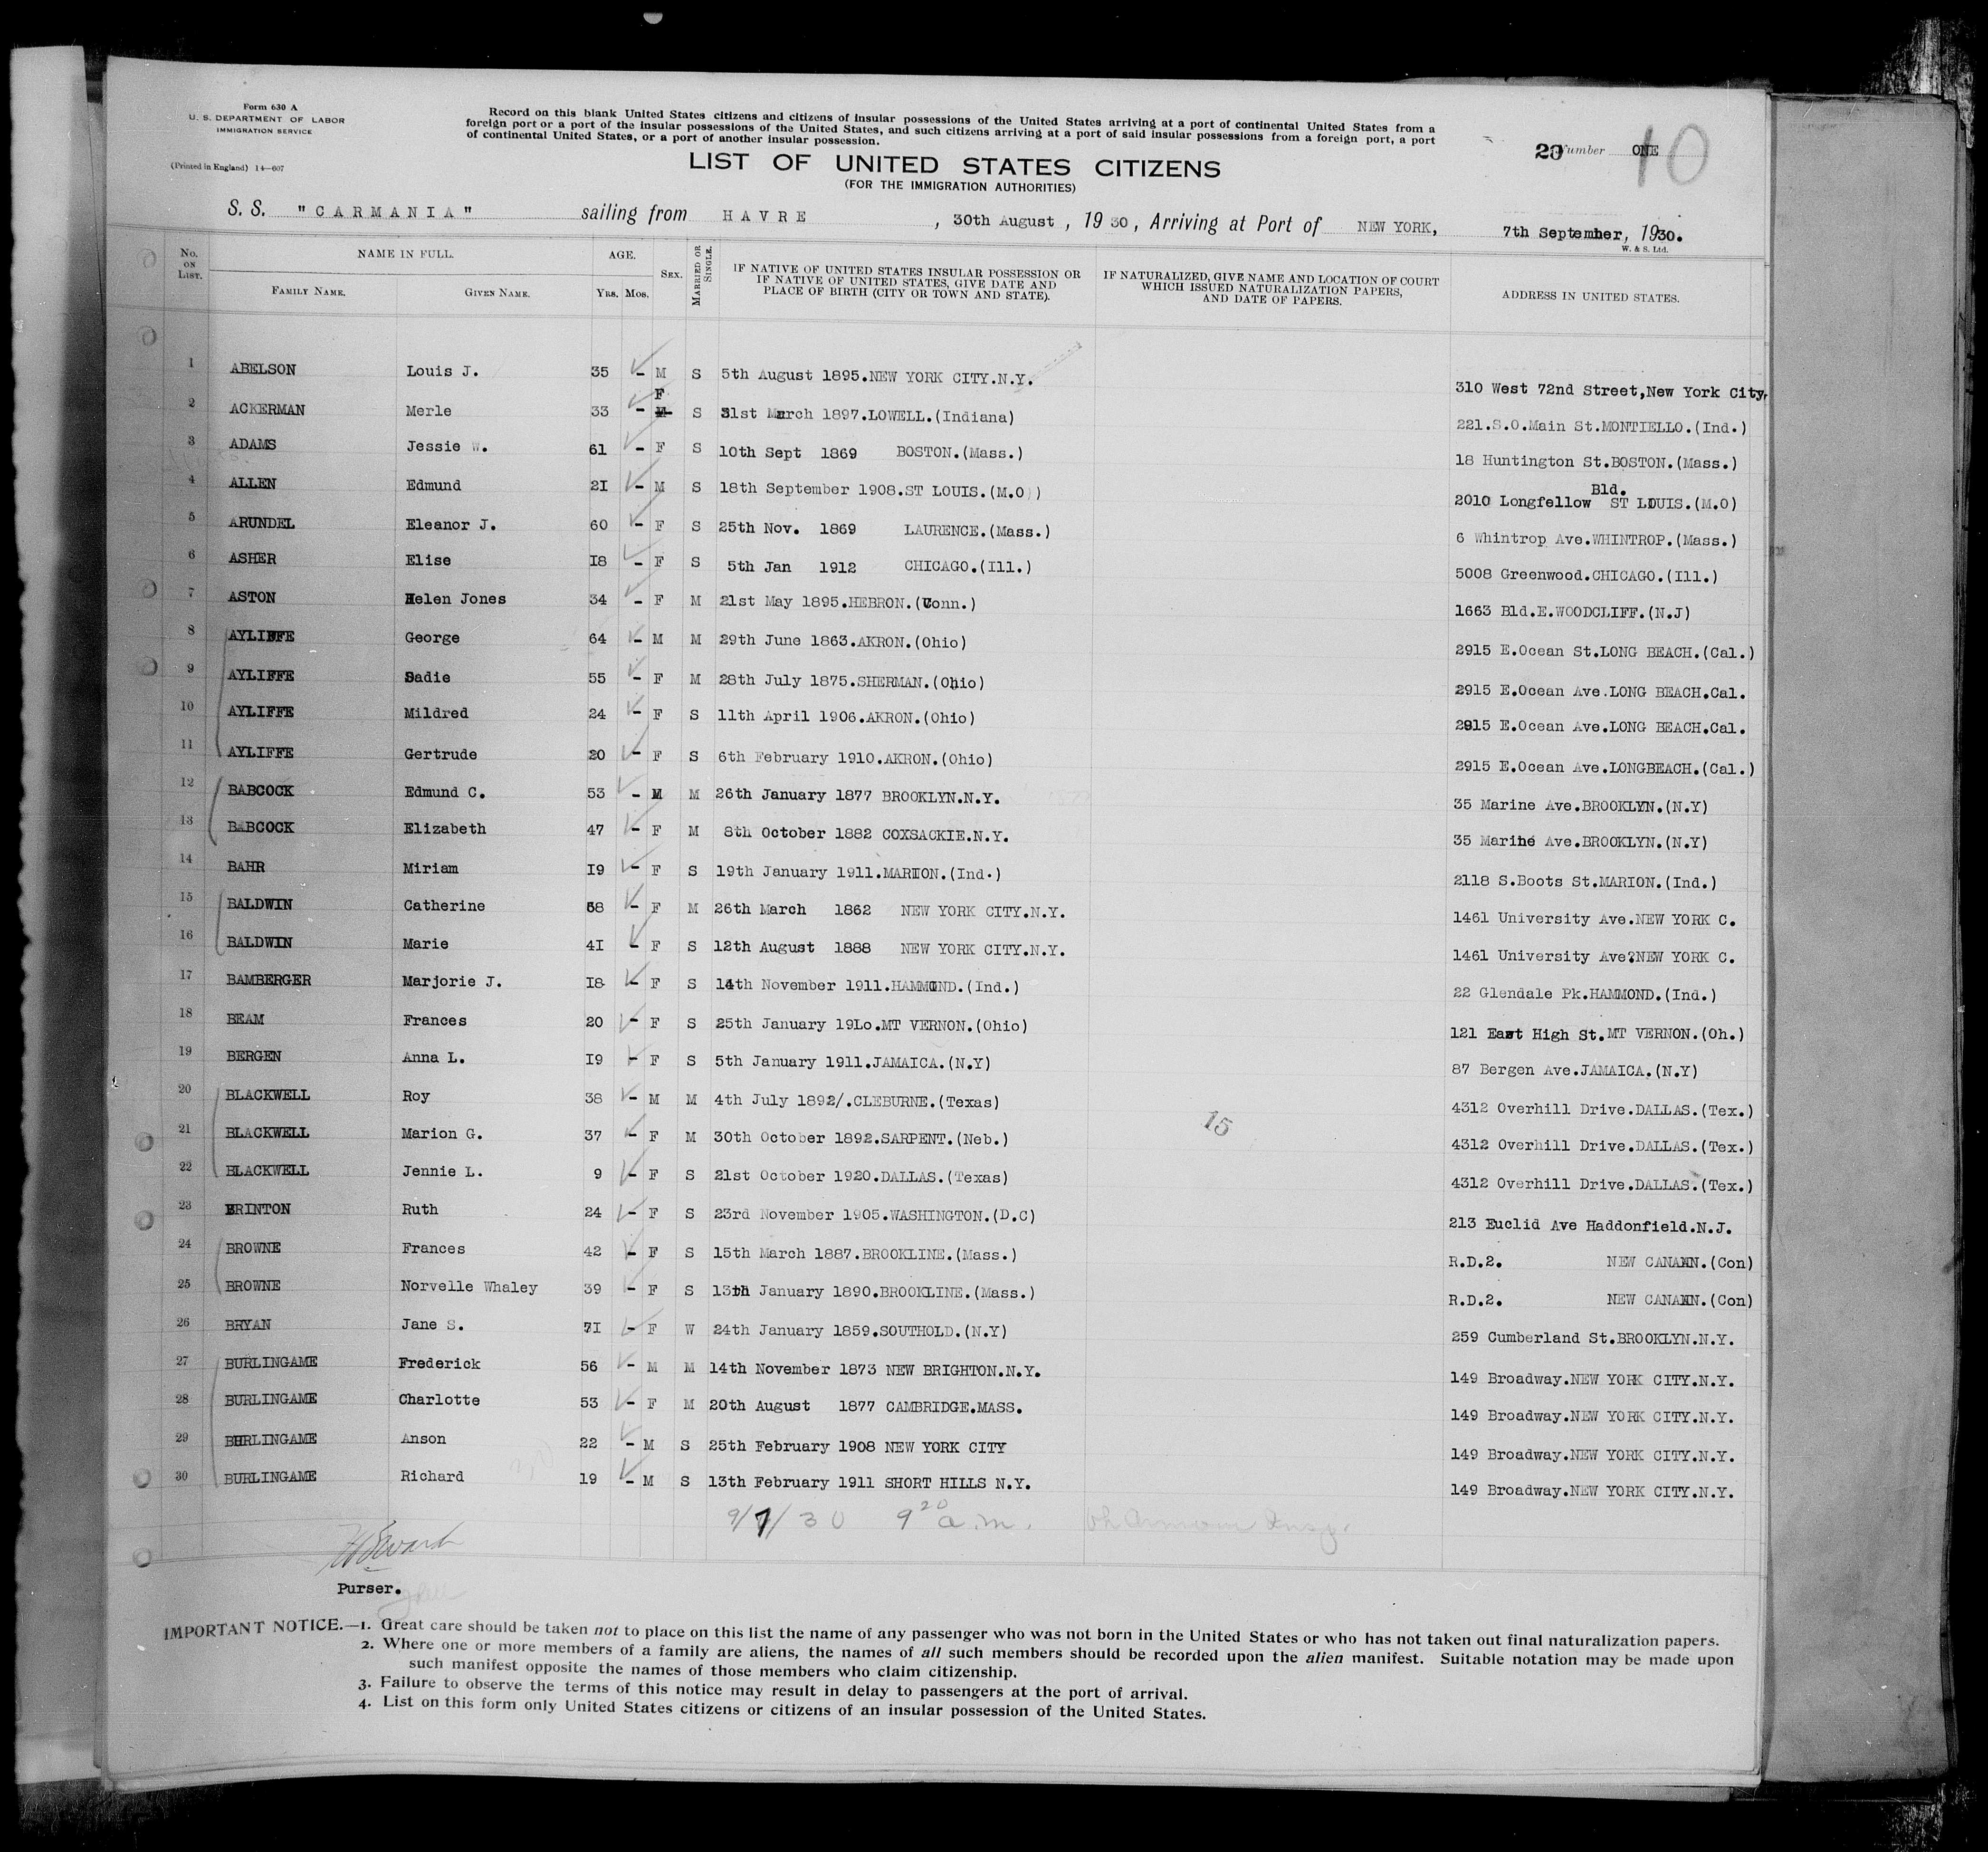 Form 630 A
U. S. DEPARTMENT OF LABOR
IMMIGRATION SERVICE
(Printed in England) 14—607
Record on this blank United States citizens and citizens of insular possessions of the United States arriving at a port of continental United States from a
foreign port or a port of the insular possessions of the United States, and such citizens arriving at a port of said insular possessions from a foreign port, a port
of continental United States, or a port of another insular possession.
20 Number ONE 10
LIST OF UNITED STATES CITIZENS
(FOR THE IMMIGRATION AUTHORITIES)
S. S. "CARMANIA" sailing from HAVRE, 30th August, 1930, Arriving at Port of NEW YORK, 7th September, 1930.
W. & S. Ltd.
No. ON LIST. NAME IN FULL. AGE. SEX. MARRIED OR SINGLE. IF NATIVE OF UNITED STATES INSULAR POSSESSION OR IF NATIVE OF UNITED STATES, GIVE DATE AND PLACE OF BIRTH (CITY OR TOWN AND STATE). IF NATURALIZED, GIVE NAME AND LOCATION OF COURT WHICH ISSUED NATURALIZATION PAPERS, AND DATE OF PAPERS. ADDRESS IN UNITED STATES.
FAMILY NAME. GIVEN NAME. YRS. MOS.
1 ABELSON Louis J. 35 - M S 5th August 1895.NEW YORK CITY.N.Y. 310 West 72nd Street,New York City,
2 ACKERMAN Merle 33 - F S 31st March 1897.LOWELL.(Indiana) 221.S.O.Main St.MONTIELLO.(Ind.)
3 ADAMS Jessie W. 61 - F S 10th Sept 1869 BOSTON.(Mass.) 18 Huntington St.BOSTON.(Mass.)
4 ALLEN Edmund 2I - M S 18th September 1908.ST LOUIS.(M.O)) 2010 Longfellow Bld. ST LOUIS.(M.O)
5 ARUNDEL Eleanor J. 60 - F S 25th Nov. 1869 LAURENCE.(Mass.) 6 Whintrop Ave.WHINTROP.(Mass.)
6 ASHER Elise I8 - F S 5th Jan 1912 CHICAGO.(Ill.) 5008 Greenwood.CHICAGO.(Ill.)
7 ASTON Helen Jones 34 - F M 21st May 1895.HEBRON.(Conn.) 1663 Bld.E.WOODCLIFF.(N.J)
8 AYLIFFE George 64 - M M 29th June 1863.AKRON.(Ohio) 2915 E.Ocean St.LONG BEACH.(Cal.)
9 AYLIFFE Sadie 55 - F M 28th July 1875.SHERMAN.(Ohio) 2915 E.Ocean Ave.LONG BEACH.Cal.
10 AYLIFFE Mildred 24 - F S 11th April 1906.AKRON.(Ohio) 2915 E.Ocean Ave.LONG BEACH.Cal.
11 AYLIFFE Gertrude 20 - F S 6th February 1910.AKRON.(Ohio) 2915 E.Ocean Ave.LONGBEACH.(Cal.)
12 BABCOCK Edmund C. 53 - M M 26th January 1877 BROOKLYN.N.Y. 35 Marine Ave.BROOKLYN.(N.Y)
13 BABCOCK Elizabeth 47 - F M 8th October 1882 COXSACKIE.N.Y. 35 Marine Ave.BROOKLYN.(N.Y)
14 BAHR Miriam I9 - F S 19th January 1911.MARION.(Ind.) 2118 S.Boots St.MARION.(Ind.)
15 BALDWIN Catherine 68 - F M 26th March 1862 NEW YORK CITY.N.Y. 1461 University Ave.NEW YORK C.
16 BALDWIN Marie 4I - F S 12th August 1888 NEW YORK CITY.N.Y. 1461 University Ave?NEW YORK C.
17 BAMBERGER Marjorie J. I8 - F S 14th November 1911.HAMMOND.(Ind.) 22 Glendale Pk.HAMMOND.(Ind.)
18 BEAM Frances 20 - F S 25th January 19Lo.MT VERNON.(Ohio) 121 East High St.MT VERNON.(Oh.)
19 BERGEN Anna L. I9 - F S 5th January 1911.JAMAICA.(N.Y) 87 Bergen Ave.JAMAICA.(N.Y)
20 BLACKWELL Roy 38 - M M 4th July 1892/.CLEBURNE.(Texas) 4312 Overhill Drive.DALLAS.(Tex.)
21 BLACKWELL Marion G. 37 - F M 30th October 1892.SARPENT.(Neb.) 15 4312 Overhill Drive.DALLAS.(Tex.)
22 BLACKWELL Jennie L. 9 - F S 21st October 1920.DALLAS.(Texas) 4312 Overhill Drive.DALLAS.(Tex.)
23 BRINTON Ruth 24 - F S 23rd November 1905.WASHINGTON.(D.C) 213 Euclid Ave Haddonfield.N.J.
24 BROWNE Frances 42 - F S 15th March 1887.BROOKLINE.(Mass.) R.D.2. NEW CANAAN.(Con)
25 BROWNE Norvelle Whaley 39 - F S 13th January 1890.BROOKLINE.(Mass.) R.D.2. NEW CANAAN.(Con)
26 BRYAN Jane S. 7I - F W 24th January 1859.SOUTHOLD.(N.Y) 259 Cumberland St.BROOKLYN.N.Y.
27 BURLINGAME Frederick 56 - M M 14th November 1873 NEW BRIGHTON.N.Y. 149 Broadway.NEW YORK CITY.N.Y.
28 BURLINGAME Charlotte 53 - F M 20th August 1877 CAMBRIDGE.MASS. 149 Broadway.NEW YORK CITY.N.Y.
29 BURLINGAME Anson 22 - M S 25th February 1908 NEW YORK CITY 149 Broadway.NEW YORK CITY.N.Y.
30 BURLINGAME Richard 19 - M S 13th February 1911 SHORT HILLS N.Y. 149 Broadway.NEW YORK CITY.N.Y.
9/7/30 9 20 a.m.
Purser.
IMPORTANT NOTICE.—1. Great care should be taken not to place on this list the name of any passenger who was not born in the United States or who has not taken out final naturalization papers.
2. Where one or more members of a family are aliens, the names of all such members should be recorded upon the alien manifest. Suitable notation may be made upon
such manifest opposite the names of those members who claim citizenship.
3. Failure to observe the terms of this notice may result in delay to passengers at the port of arrival.
4. List on this form only United States citizens or citizens of an insular possession of the United States.